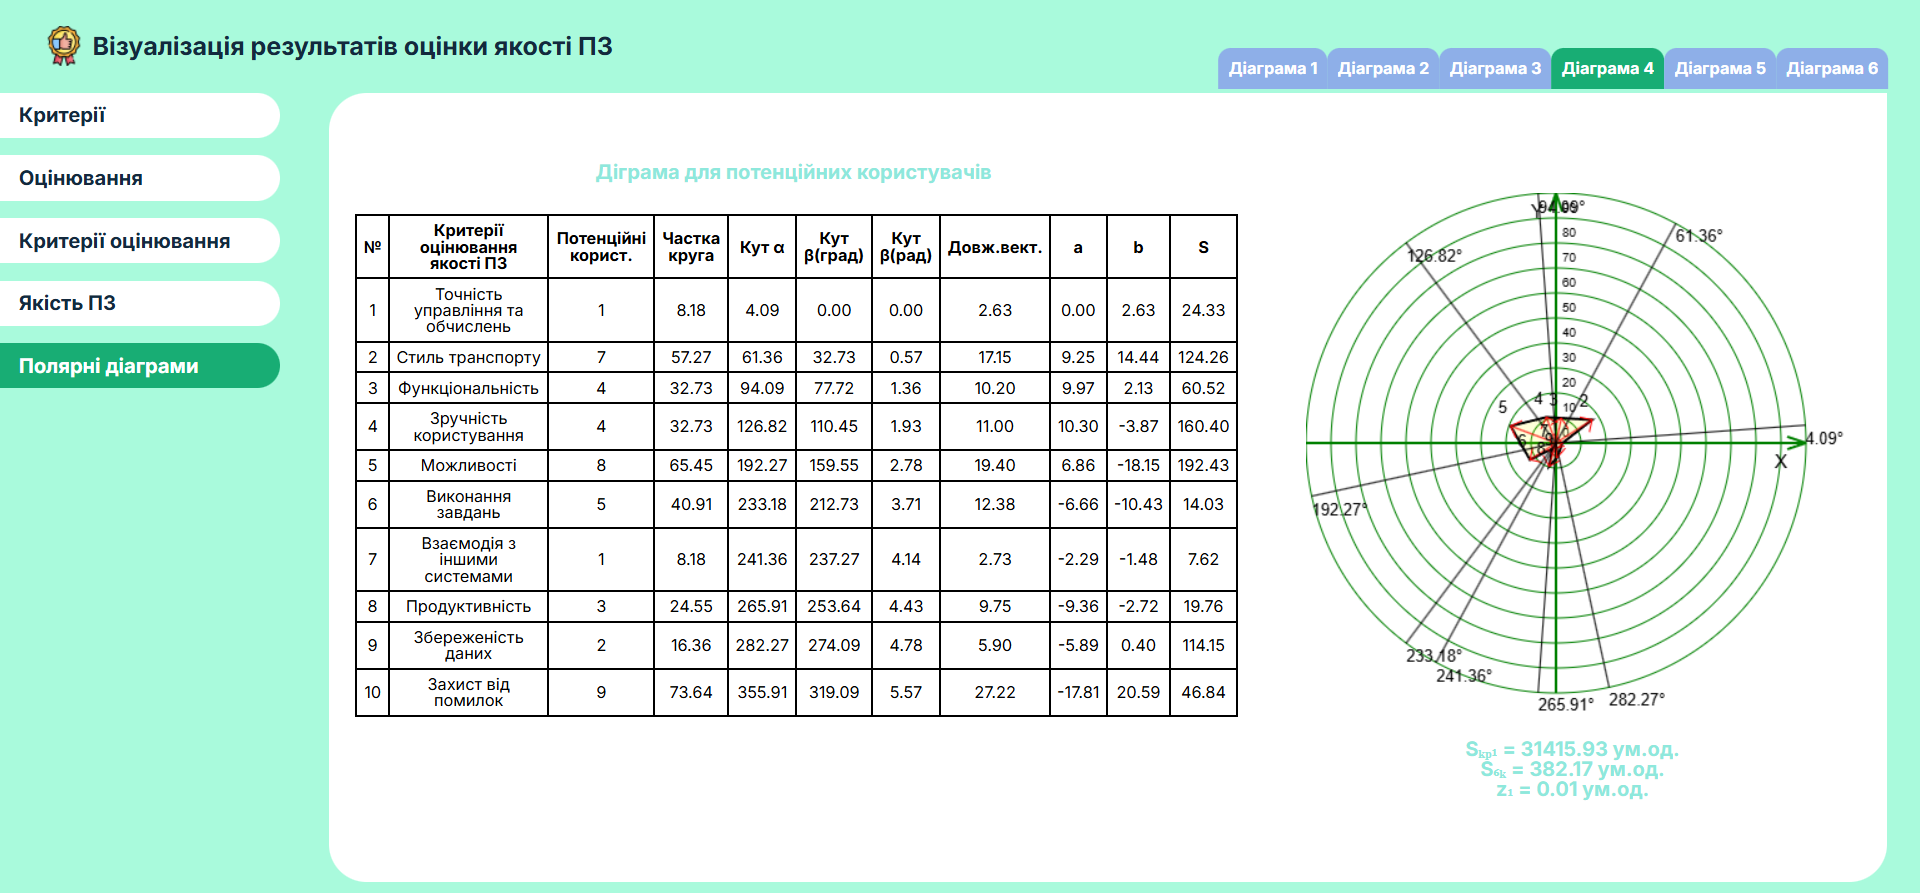 Візуалізація результатів оцінки якості ПЗ
Діаграма 1 Діаграма 2 Діаграма 3 Діаграма 4 Діаграма 5 Діаграма 6
Критерії
Оцінювання
Критерії оцінювання
Якість ПЗ
Полярні діаграми
Діграма для потенційних користувачів
№ Критерії оцінювання якості ПЗ Потенційні корист. Частка круга Кут α Кут β(град) Кут β(рад) Довж.вект. a b S
1 Точність управління та обчислень 1 8.18 4.09 0.00 0.00 2.63 0.00 2.63 24.33
2 Стиль транспорту 7 57.27 61.36 32.73 0.57 17.15 9.25 14.44 124.26
3 Функціональність 4 32.73 94.09 77.72 1.36 10.20 9.97 2.13 60.52
4 Зручність користування 4 32.73 126.82 110.45 1.93 11.00 10.30 -3.87 160.40
5 Можливості 8 65.45 192.27 159.55 2.78 19.40 6.86 -18.15 192.43
6 Виконання завдань 5 40.91 233.18 212.73 3.71 12.38 -6.66 -10.43 14.03
7 Взаємодія з іншими системами 1 8.18 241.36 237.27 4.14 2.73 -2.29 -1.48 7.62
8 Продуктивність 3 24.55 265.91 253.64 4.43 9.75 -9.36 -2.72 19.76
9 Збереженість даних 2 16.36 282.27 274.09 4.78 5.90 -5.89 0.40 114.15
10 Захист від помилок 9 73.64 355.91 319.09 5.57 27.22 -17.81 20.59 46.84
94.09°
Y
61.36°
80
126.82°
70
60
50
40
30
20
10
5 4 3 2
7
6
8
9
0
4.09°
X
192.27°
233.18°
241.36°
265.91°
282.27°
Sкр1 = 31415.93 ум.од.
Sбк = 382.17 ум.од.
z₁ = 0.01 ум.од.